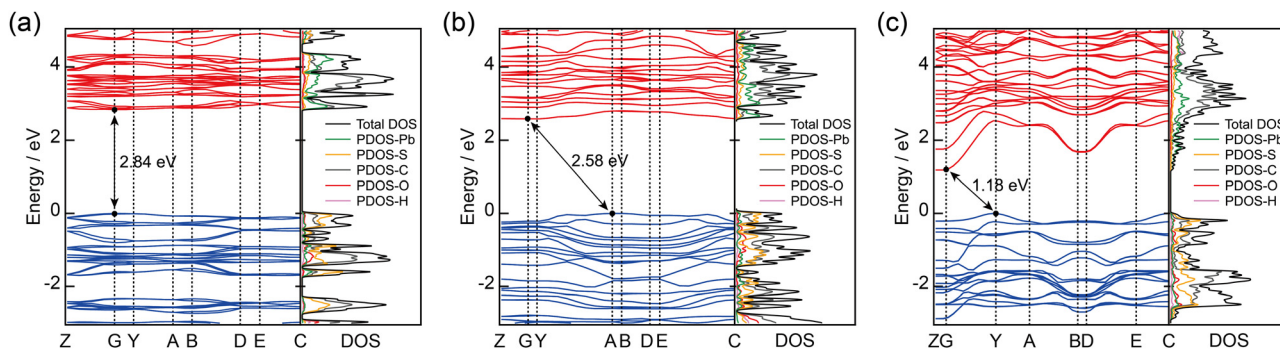 (a)
Energy / eV
4
2
0
-2
2.84 eV
Total DOS
PDOS-Pb
PDOS-S
PDOS-C
PDOS-O
PDOS-H
Z G Y A B D E C DOS
(b)
4
2
0
-2
Energy / eV
2.58 eV
Total DOS
PDOS-Pb
PDOS-S
PDOS-C
PDOS-O
PDOS-H
Z G Y A B D E C DOS
(c)
4
2
0
-2
Energy / eV
1.18 eV
Total DOS
PDOS-Pb
PDOS-S
PDOS-C
PDOS-O
PDOS-H
Z G Y A B D E C DOS